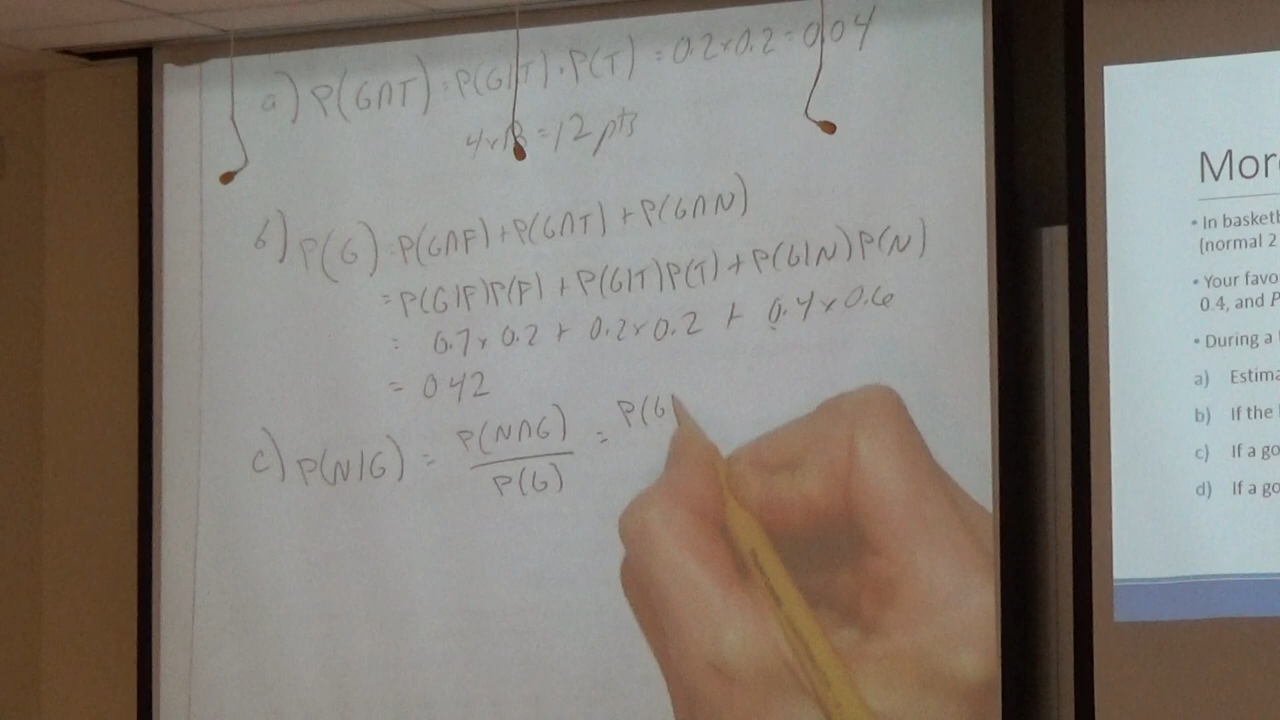 a) P(G∩T) = P(G|T)·P(T) = 0.2×0.2 = 0.04
4× = 12 pts
b) P(G) = P(G∩F) + P(G∩T) + P(G∩N)
= P(G|F)P(F) + P(G|T)P(T) + P(G|N)P(N)
= 0.7×0.2 + 0.2×0.2 + 0.4×0.6
= 0.42
c) P(N|G) = P(N∩G) / P(G) = P(G
More
• In basketb
(normal 2
• Your favo
0.4, and P
• During a
a) Estima
b) If the
c) If a go
d) If a go